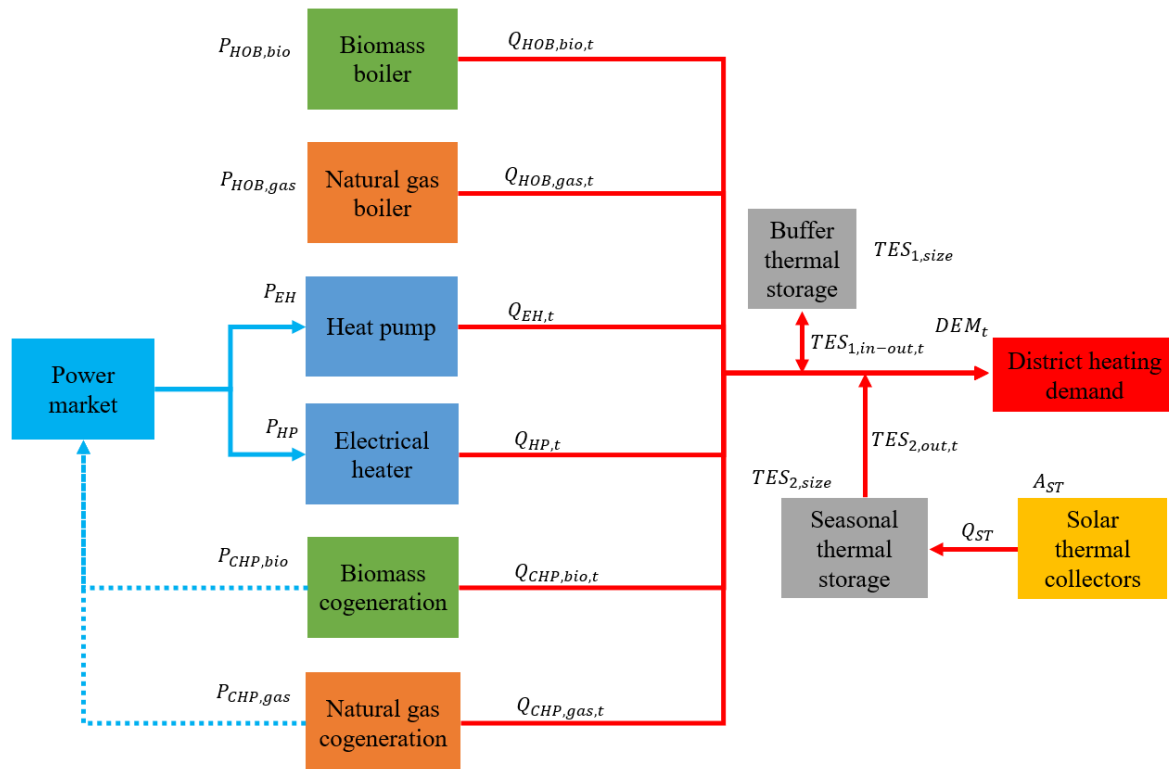 P_{HOB,bio}
Biomass
boiler
Q_{HOB,bio,t}
P_{HOB,gas}
Natural gas
boiler
Q_{HOB,gas,t}
Buffer
thermal
storage
TES_{1,size}
P_{EH}
Heat pump
Q_{EH,t}
TES_{1,in-out,t}
DEM_t
Power
market
District heating
demand
P_{HP}
Electrical
heater
Q_{HP,t}
TES_{2,out,t}
TES_{2,size}
Seasonal
thermal
storage
Q_{ST}
A_{ST}
Solar
thermal
collectors
P_{CHP,bio}
Biomass
cogeneration
Q_{CHP,bio,t}
P_{CHP,gas}
Natural gas
cogeneration
Q_{CHP,gas,t}